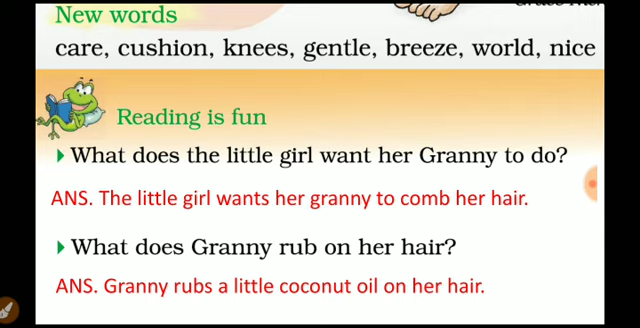 New words
care, cushion, knees, gentle, breeze, world, nice
Reading is fun
What does the little girl want her Granny to do?
ANS. The little girl wants her granny to comb her hair.
What does Granny rub on her hair?
ANS. Granny rubs a little coconut oil on her hair.